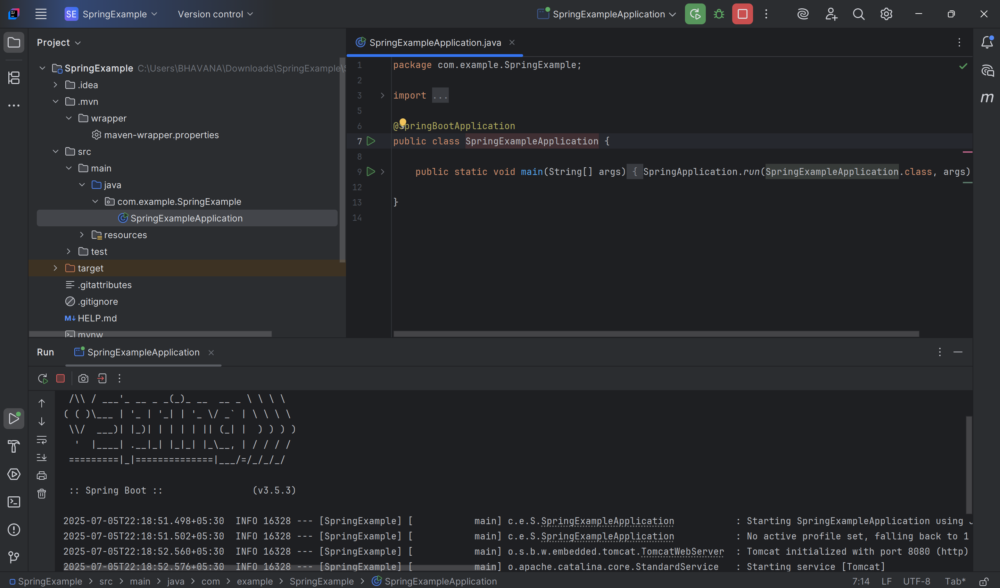 SE SpringExample Version control SpringExampleApplication
Project
SpringExample C:\Users\BHAVANA\Downloads\SpringExample\
.idea
.mvn
wrapper
maven-wrapper.properties
src
main
java
com.example.SpringExample
SpringExampleApplication
resources
test
target
.gitattributes
.gitignore
M↓ HELP.md
mvnw
SpringExampleApplication.java
1 package com.example.SpringExample;
2
3 import ...
5
6 @SpringBootApplication
7 public class SpringExampleApplication {
8
9 public static void main(String[] args) { SpringApplication.run(SpringExampleApplication.class, args)
12
13 }
14
m
Run SpringExampleApplication
 /\\ / ___'_ __ _ _(_)_ __  __ _ \ \ \ \
( ( )\___ | '_ | '_| | '_ \/ _` | \ \ \ \
 \\/  ___)| |_)| | | | | || (_| |  ) ) ) )
  '  |____| .__|_| |_|_| |_\__, | / / / /
 =========|_|==============|___/=/_/_/_/
 :: Spring Boot ::                (v3.5.3)
2025-07-05T22:18:51.498+05:30  INFO 16328 --- [SpringExample] [           main] c.e.S.SpringExampleApplication           : Starting SpringExampleApplication using
2025-07-05T22:18:51.502+05:30  INFO 16328 --- [SpringExample] [           main] c.e.S.SpringExampleApplication           : No active profile set, falling back to 1
2025-07-05T22:18:52.560+05:30  INFO 16328 --- [SpringExample] [           main] o.s.b.w.embedded.tomcat.TomcatWebServer  : Tomcat initialized with port 8080 (http)
2025-07-05T22:18:52.576+05:30  INFO 16328 --- [SpringExample] [           main] o.apache.catalina.core.StandardService   : Starting service [Tomcat]
SpringExample > src > main > java > com > example > SpringExample > SpringExampleApplication 7:14 LF UTF-8 Tab*